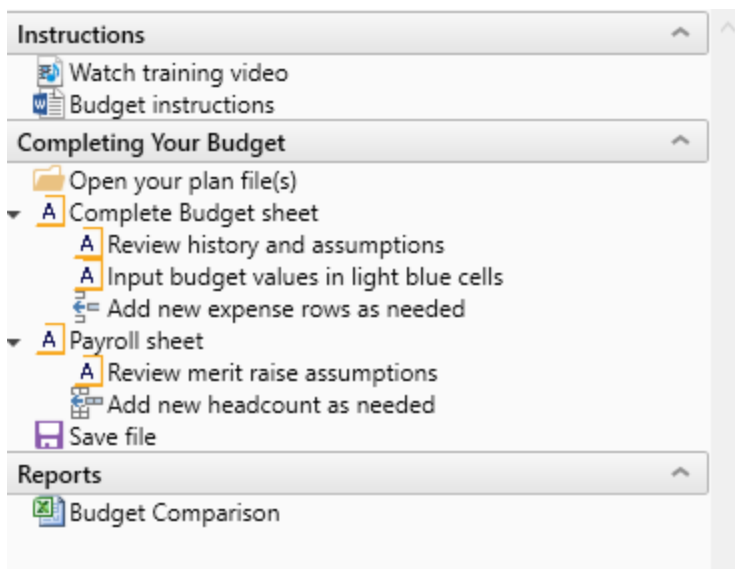 Instructions
Watch training video
Budget instructions
Completing Your Budget
Open your plan file(s)
A Complete Budget sheet
A Review history and assumptions
A Input budget values in light blue cells
Add new expense rows as needed
A Payroll sheet
A Review merit raise assumptions
Add new headcount as needed
Save file
Reports
Budget Comparison